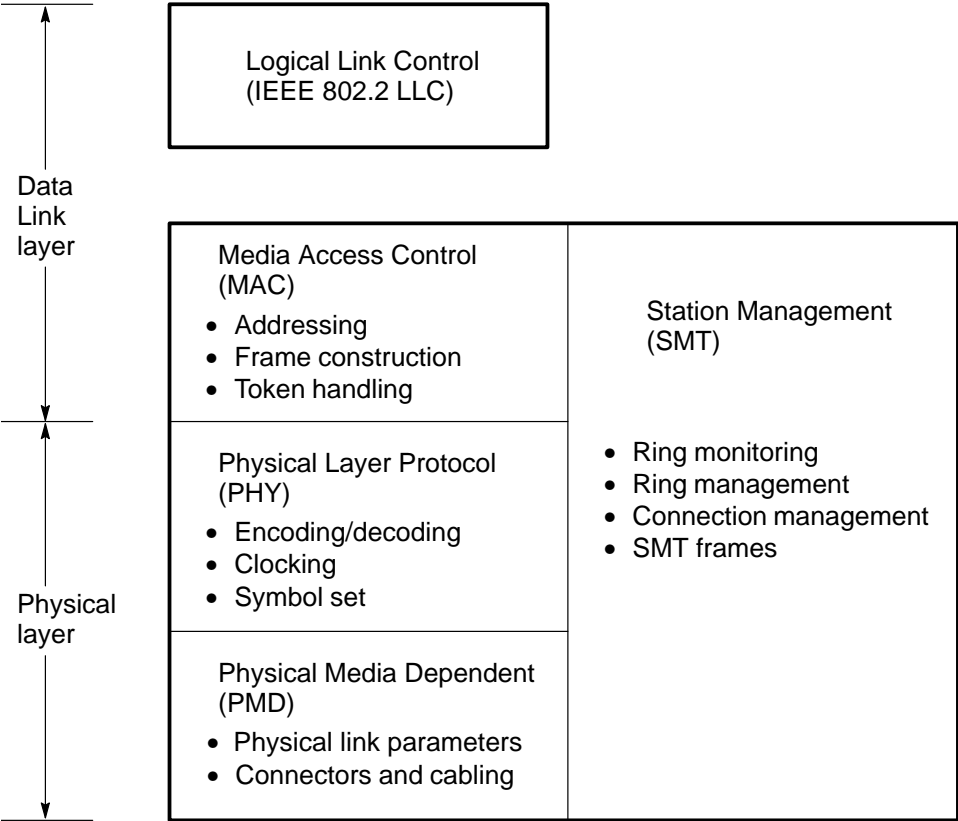 Logical Link Control
(IEEE 802.2 LLC)
Data
Link
layer
Media Access Control
(MAC)
• Addressing
• Frame construction
• Token handling
Station Management
(SMT)
• Ring monitoring
• Ring management
• Connection management
• SMT frames
Physical Layer Protocol
(PHY)
• Encoding/decoding
• Clocking
• Symbol set
Physical
layer
Physical Media Dependent
(PMD)
• Physical link parameters
• Connectors and cabling